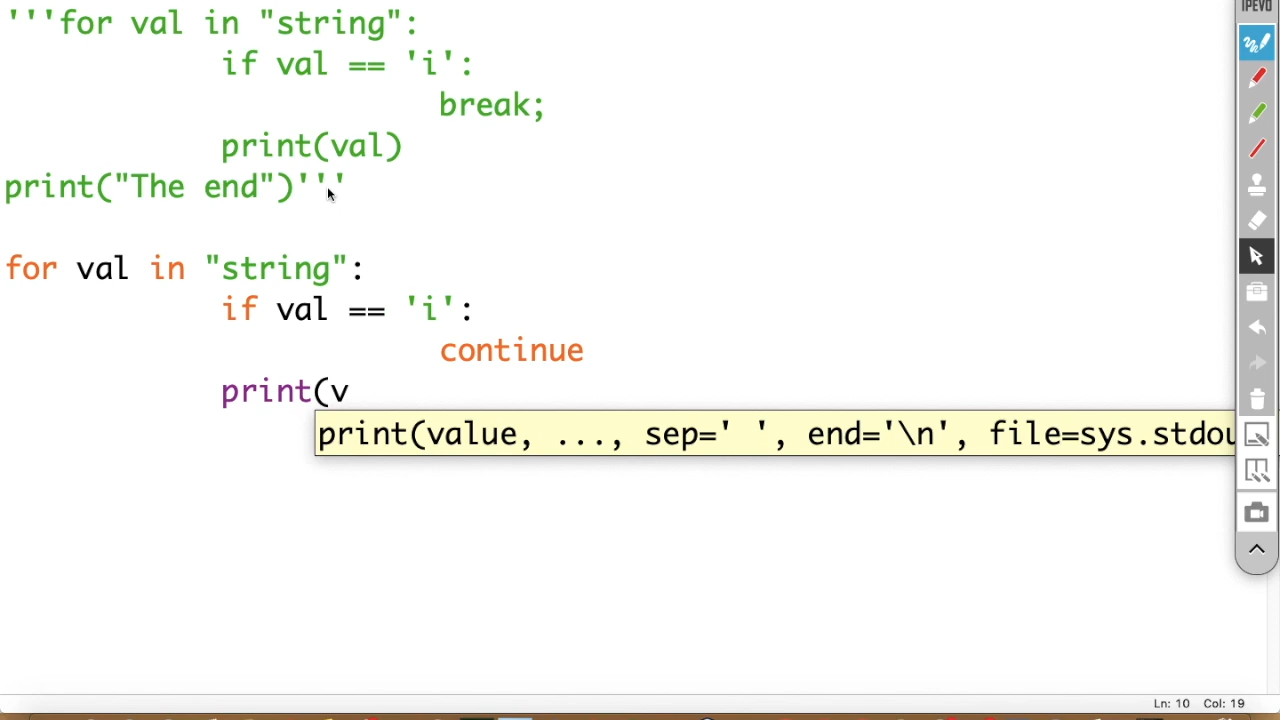 '''for val in "string":
            if val == 'i':
                        break;
            print(val)
print("The end")'''
for val in "string":
            if val == 'i':
                        continue
            print(v
print(value, ..., sep=' ', end='\n', file=sys.stdou
IPEVO
Ln: 10 Col: 19